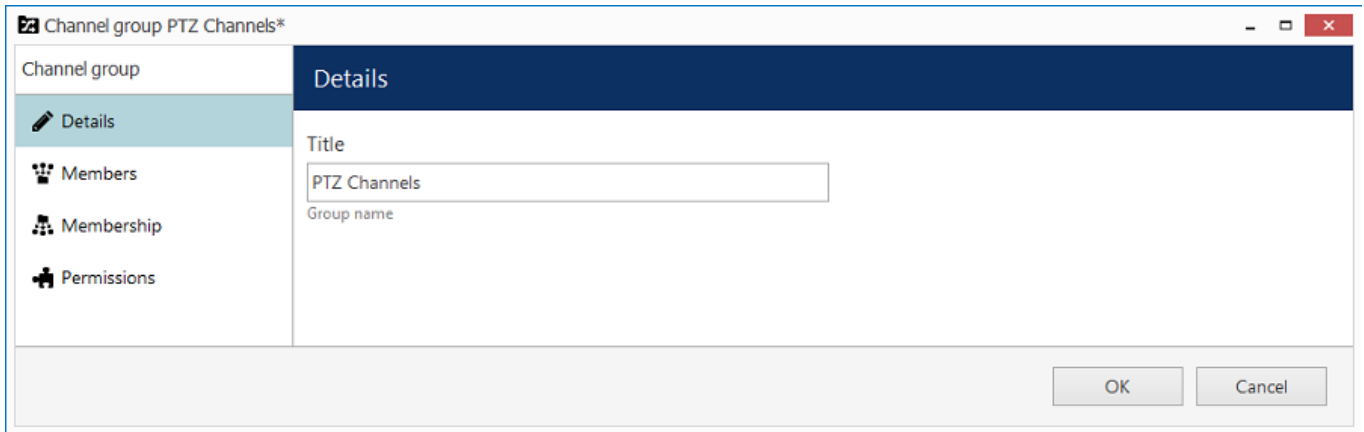 Channel group PTZ Channels*
Channel group
Details
Members
Membership
Permissions
Details
Title
PTZ Channels
Group name
OK
Cancel